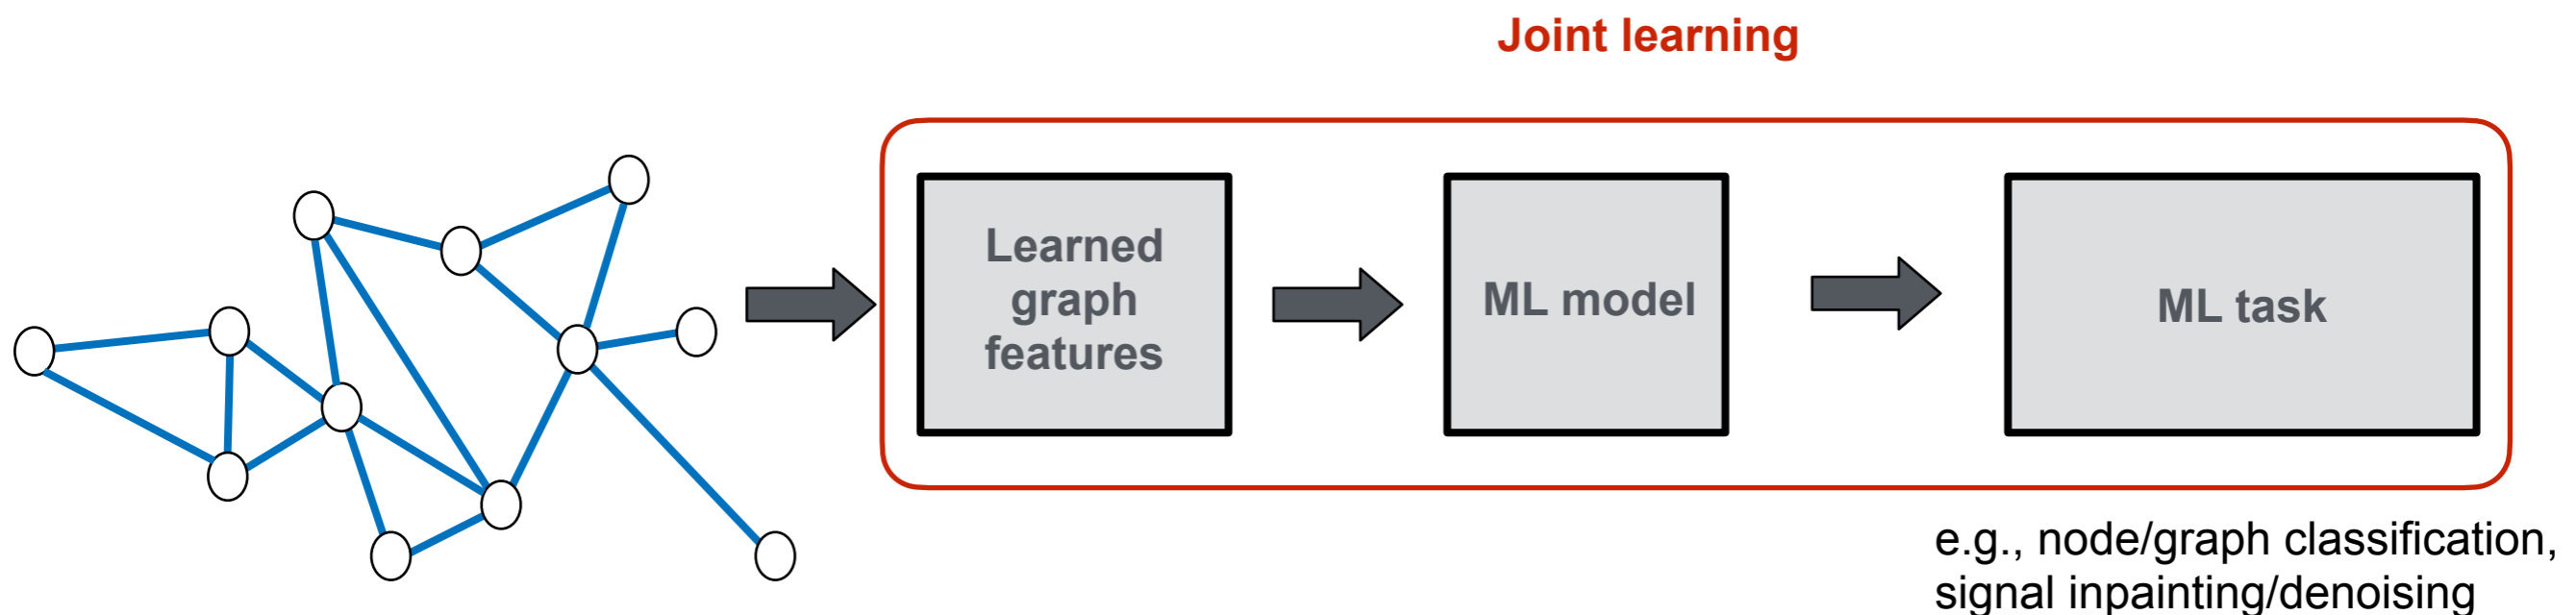 Joint learning
Learned
graph
features
ML model
ML task
e.g., node/graph classification,
signal inpainting/denoising